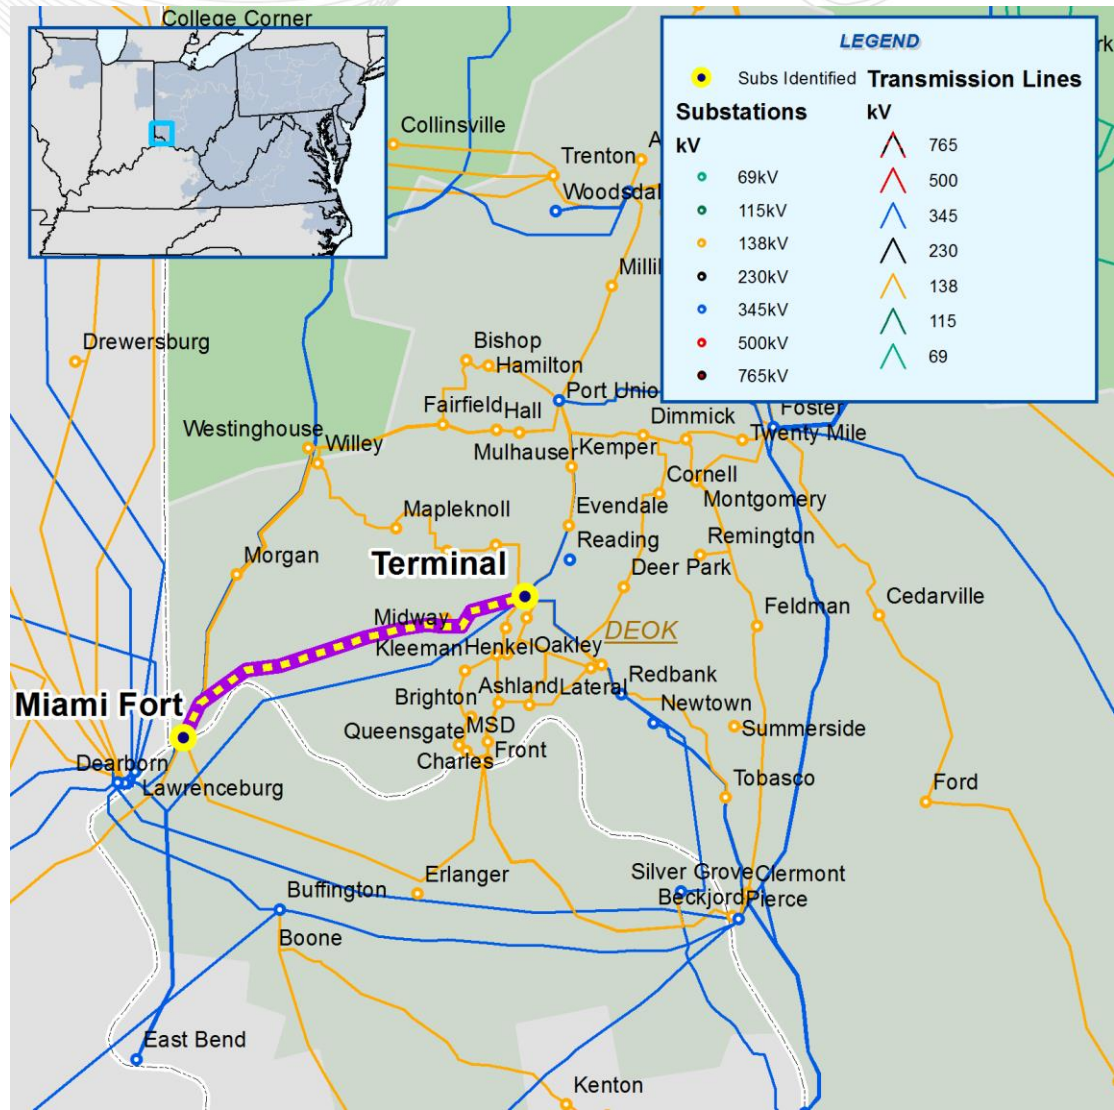 College Corner
LEGEND
Subs Identified
Transmission Lines
Substations
kV
kV
69kV
115kV
138kV
230kV
345kV
500kV
765kV
765
500
345
230
138
115
69
Collinsville
Trenton
Drewersburg
Bishop
Hamilton
Port Union
Fairfield
Hall
Dimmick
Foster
Westinghouse
Willey
Mulhauser
Kemper
Twenty Mile
Cornell
Montgomery
Mapleknoll
Evendale
Reading
Remington
Morgan
Terminal
Deer Park
Midway
Feldman
Cedarville
Kleeman
Henkel
Oakley
DEOK
Brighton
Ashland
Lateral
Redbank
Newtown
Miami Fort
Queensgate
MSD
Summerside
Charles
Front
Dearborn
Lawrenceburg
Tobasco
Ford
Buffington
Erlanger
Silver Grove
Clermont
Beckjord
Pierce
Boone
East Bend
Kenton